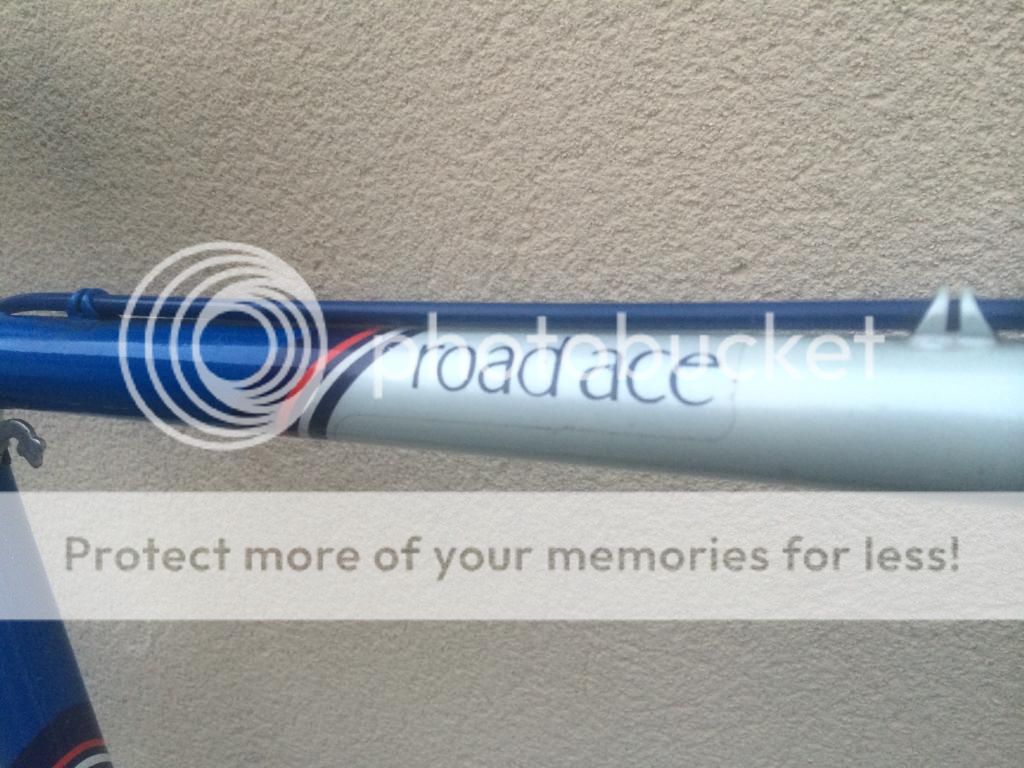 photobucket
road ace
Protect more of your memories for less!